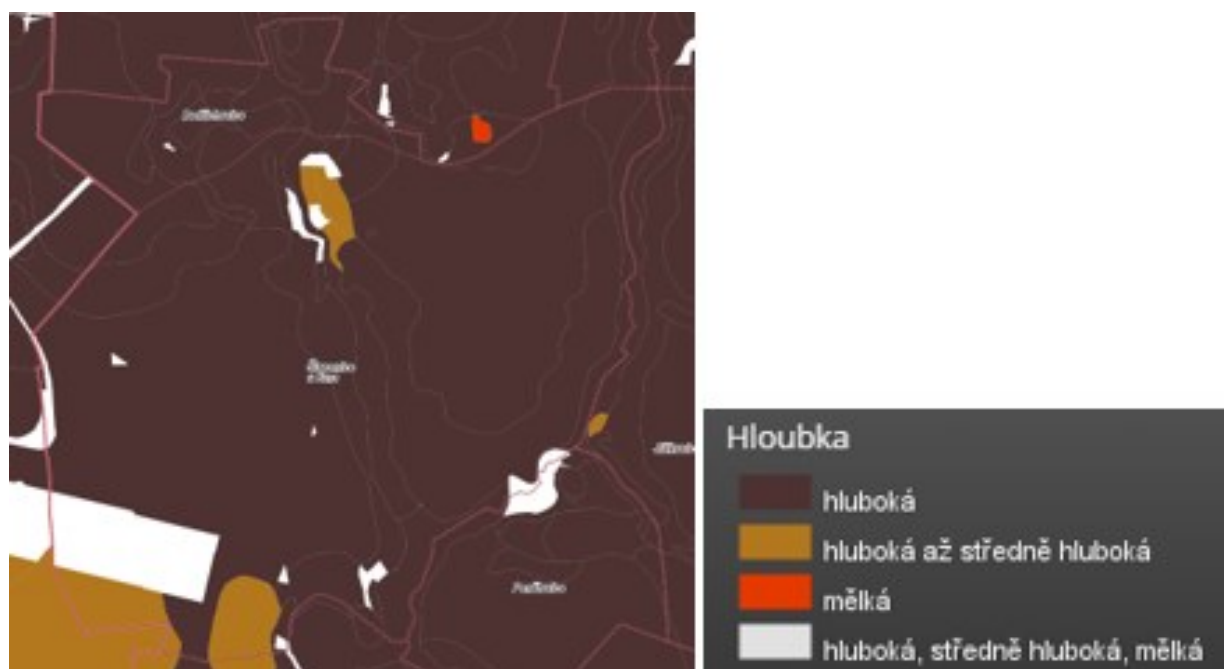 Hloubka
hluboká
hluboká až středně hluboká
mělká
hluboká, středně hluboká, mělká